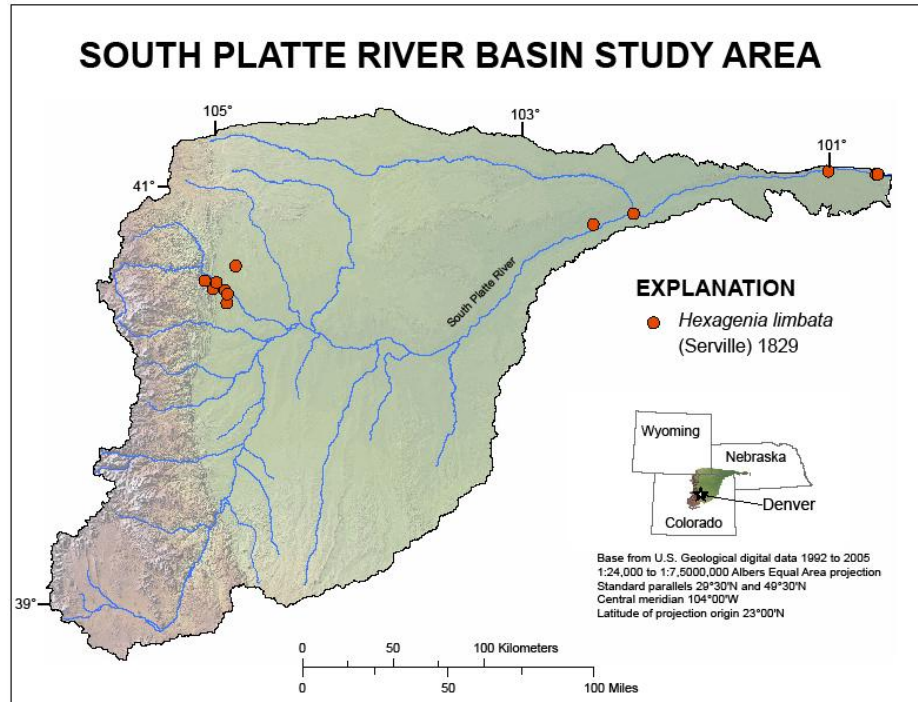 SOUTH PLATTE RIVER BASIN STUDY AREA
105°
103°
101°
41°
South Platte River
EXPLANATION
Hexagenia limbata
(Serville) 1829
Wyoming
Nebraska
Denver
Colorado
Base from U.S. Geological digital data 1992 to 2005
1:24,000 to 1:7,5000,000 Albers Equal Area projection
Standard parallels 29°30'N and 49°30'N
Central meridian 104°00'W
Latitude of projection origin 23°00'N
39°
0 50 100 Kilometers
0 50 100 Miles